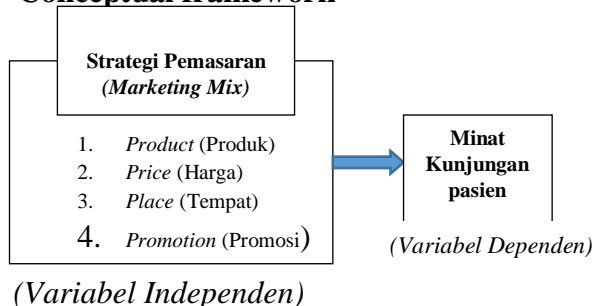 Conceptual framework
Strategi Pemasaran
(Marketing Mix)
1. Product (Produk)
2. Price (Harga)
3. Place (Tempat)
4. Promotion (Promosi)
Minat
Kunjungan
pasien
(Variabel Dependen)
(Variabel Independen)